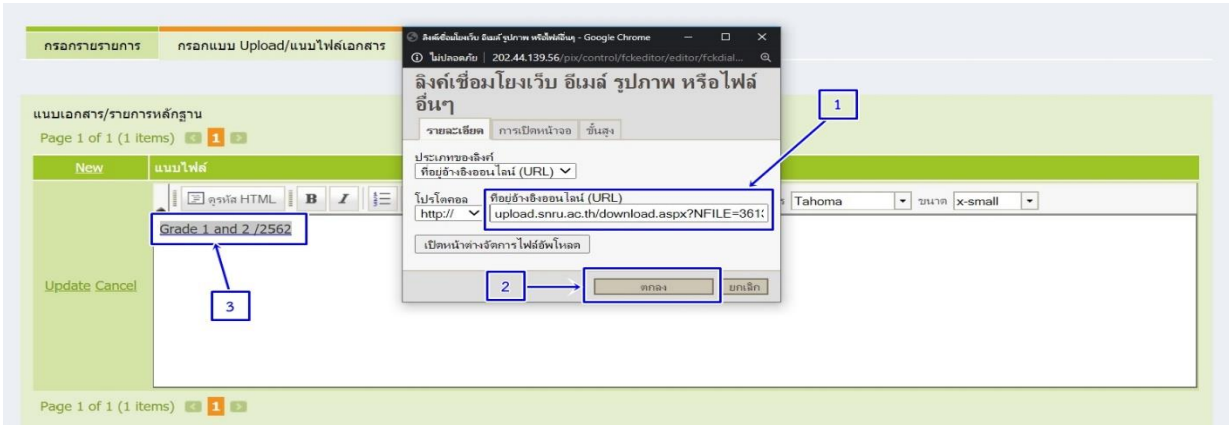 กรอกรายรายการ กรอกแบบ Upload/แนบไฟล์เอกสาร
ลิงค์เชื่อมโยงเว็บ อีเมล์ รูปภาพ หรือไฟล์อื่นๆ - Google Chrome
ไม่ปลอดภัย 202.44.139.56/pix/control/fckeditor/editor/fckdial...
ลิงค์เชื่อมโยงเว็บ อีเมล์ รูปภาพ หรือไฟล์
อื่นๆ
รายละเอียด การเปิดหน้าจอ ขั้นสูง
1
แนบเอกสาร/รายการหลักฐาน
Page 1 of 1 (1 items) 1
ประเภทของลิงค์
ที่อยู่อ้างอิงออนไลน์ (URL)
New แนบไฟล์
ดูรหัส HTML B I
โปรโตคอล ที่อยู่อ้างอิงออนไลน์ (URL)
http:// upload.snru.ac.th/download.aspx?NFILE=361
Tahoma ขนาด x-small
Grade 1 and 2 /2562
เปิดหน้าต่างจัดการไฟล์อัพโหลด
Update Cancel
2 ตกลง ยกเลิก
3
Page 1 of 1 (1 items) 1